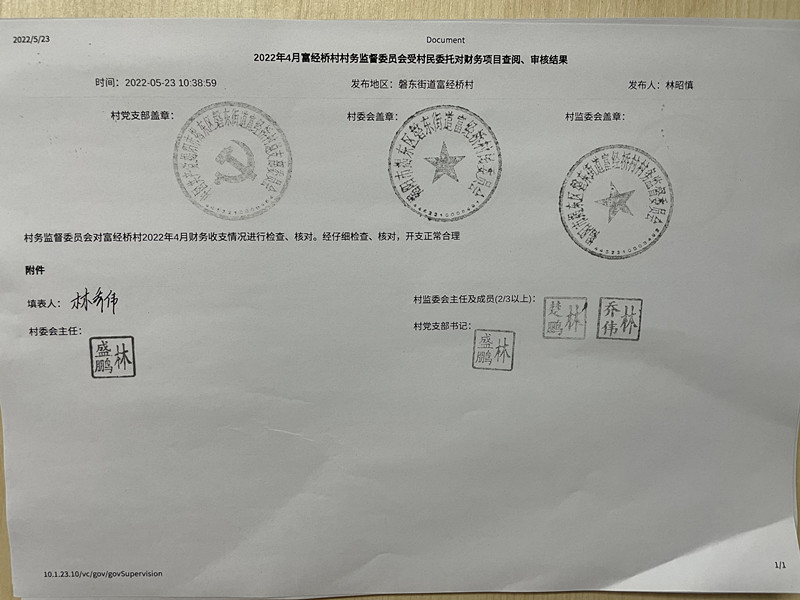 2022/5/23
Document
2022年4月富经桥村村务监督委员会受村民委托对财务项目查阅、审核结果
时间：2022-05-23 10:38:59
发布地区：磐东街道富经桥村
发布人：林昭慎
村党支部盖章：
村委会盖章：
村监委会盖章：
村务监督委员会对富经桥村2022年4月财务收支情况进行检查、核对。经仔细检查、核对，开支正常合理
附件
填表人：
村监委会主任及成员(2/3以上)：
林楚鹏
林乔伟
村委会主任：
林盛鹏
村党支部书记：
林盛鹏
10.1.23.10/vc/gov/govSupervision
1/1